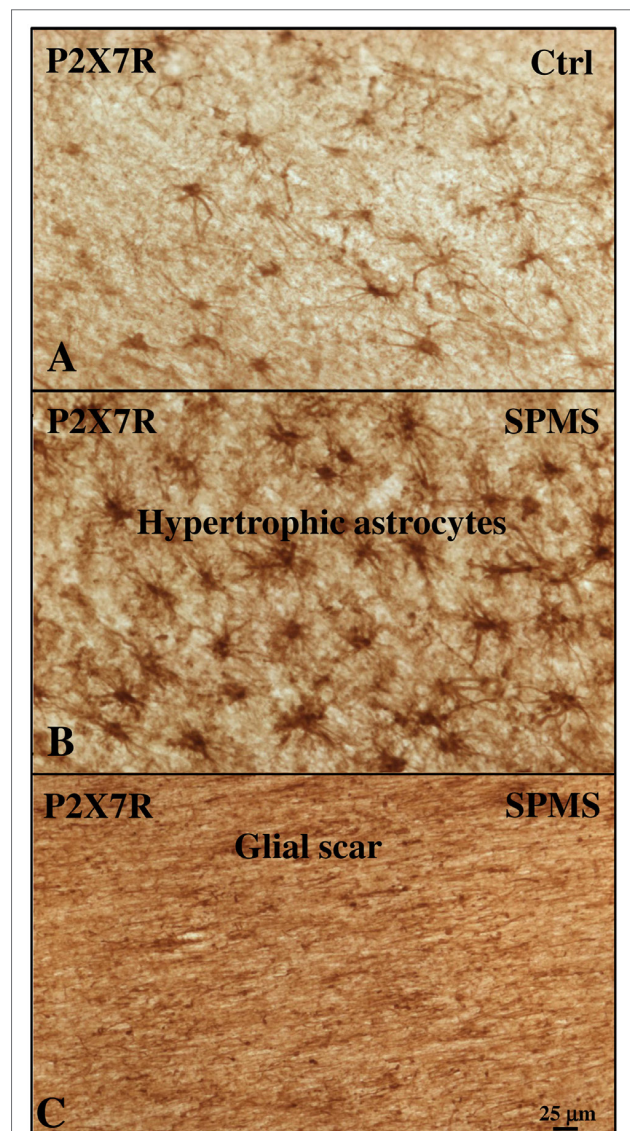 P2X7R Ctrl
A
P2X7R SPMS
Hypertrophic astrocytes
B
P2X7R SPMS
Glial scar
C 25 μm